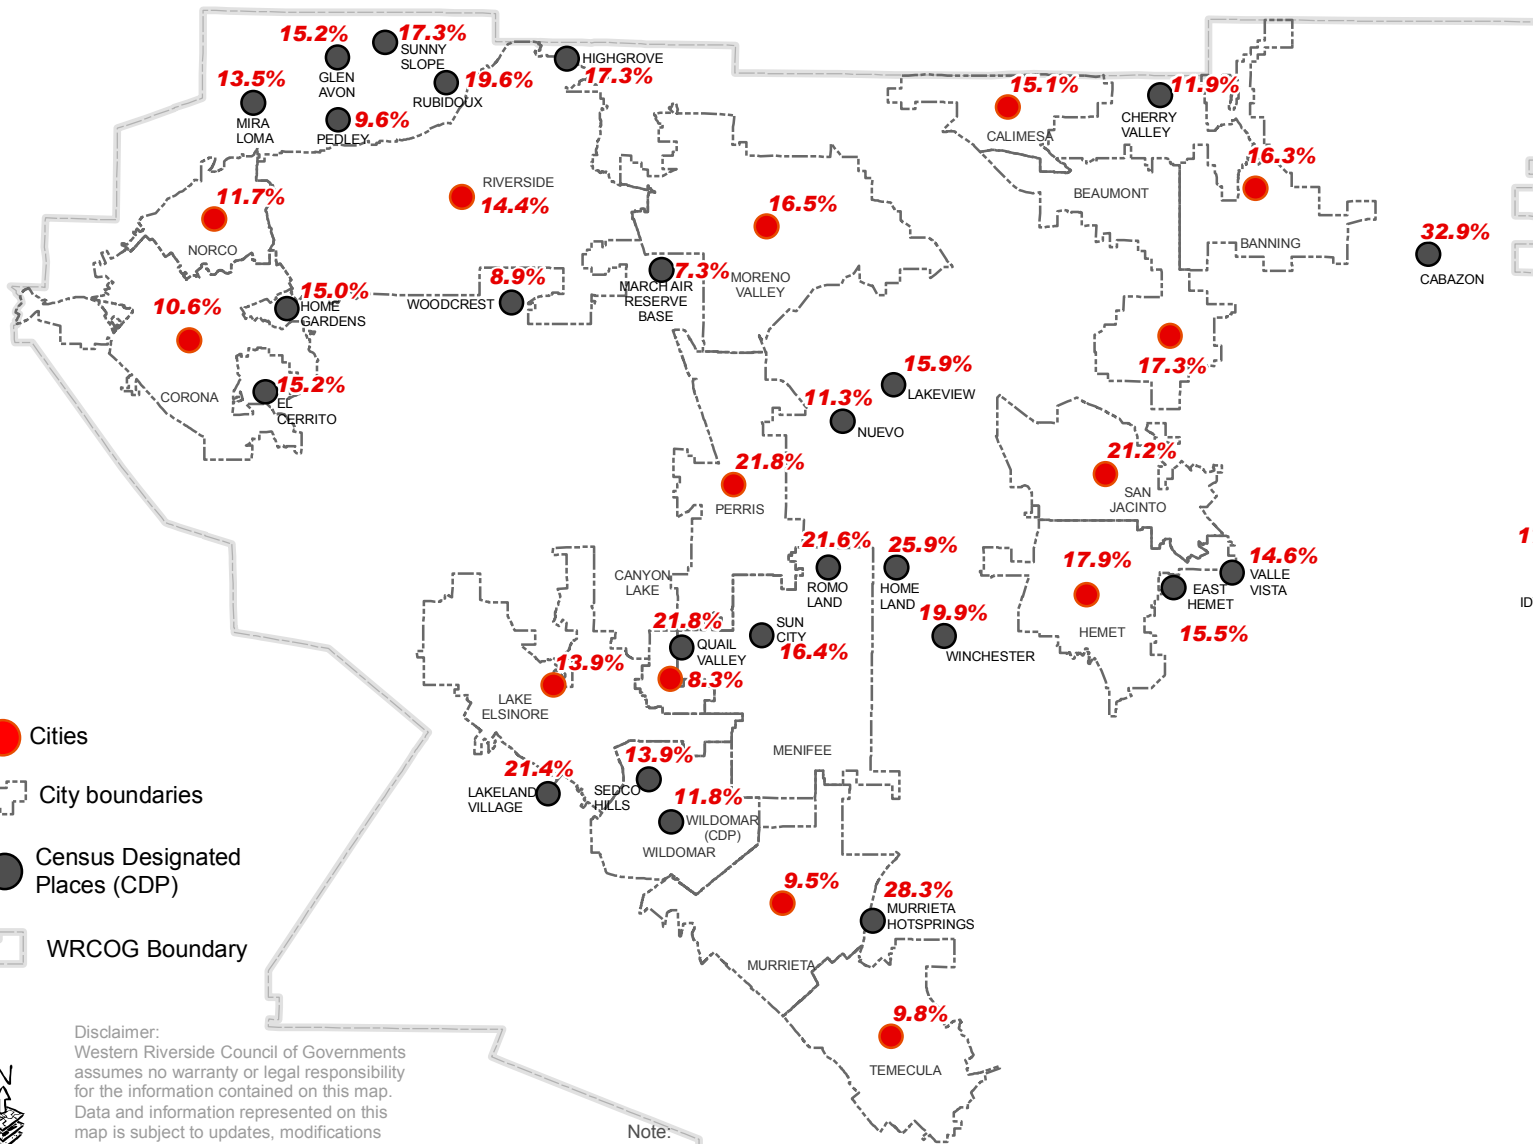 15.2%
GLEN
AVON
17.3%
SUNNY
SLOPE
HIGHGROVE
17.3%
13.5%
MIRA
LOMA
19.6%
RUBIDOUX
9.6%
PEDLEY
15.1%
CALIMESA
11.9%
CHERRY
VALLEY
16.3%
BANNING
BEAUMONT
11.7%
NORCO
RIVERSIDE
14.4%
16.5%
MORENO
VALLEY
32.9%
CABAZON
10.6%
CORONA
15.0%
HOME
GARDENS
8.9%
WOODCREST
7.3%
MARCH AIR
RESERVE
BASE
17.3%
15.2%
EL
CERRITO
15.9%
LAKEVIEW
11.3%
NUEVO
21.8%
PERRIS
21.2%
SAN
JACINTO
21.6%
ROMO
LAND
25.9%
HOME
LAND
17.9%
HEMET
14.6%
VALLE
VISTA
EAST
HEMET
15.5%
1
ID
CANYON
LAKE
21.8%
QUAIL
VALLEY
SUN
CITY
16.4%
19.9%
WINCHESTER
13.9%
LAKE
ELSINORE
8.3%
MENIFEE
21.4%
LAKELAND
VILLAGE
13.9%
SEDCO
HILLS
11.8%
WILDOMAR
(CDP)
WILDOMAR
9.5%
MURRIETA
28.3%
MURRIETA
HOTSPRINGS
9.8%
TEMECULA
Cities
City boundaries
Census Designated
Places (CDP)
WRCOG Boundary
Disclaimer:
Western Riverside Council of Governments
assumes no warranty or legal responsibility
for the information contained on this map.
Data and information represented on this
map is subject to updates, modifications
N
Note: